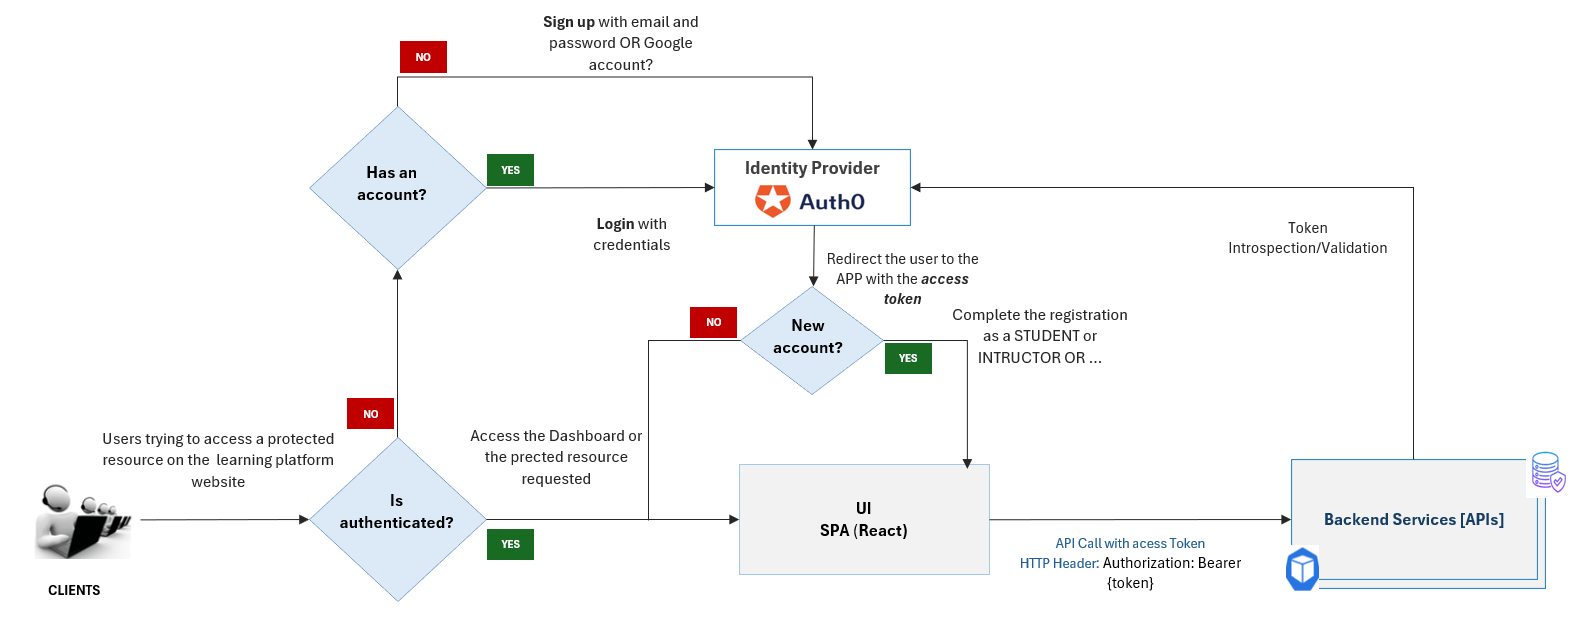 Sign up with email and
password OR Google
account?
NO
Has an
account?
YES
Identity Provider
Auth0
Login with
credentials
Token
Introspection/Validation
Redirect the user to the
APP with the access
token
NO
New
account?
YES
Complete the registration
as a STUDENT or
INTRUCTOR OR ...
NO
Users trying to access a protected
resource on the learning platform
website
Access the Dashboard or
the prected resource
requested
Is
authenticated?
YES
UI
SPA (React)
Backend Services [APIs]
API Call with acess Token
HTTP Header: Authorization: Bearer
{token}
CLIENTS